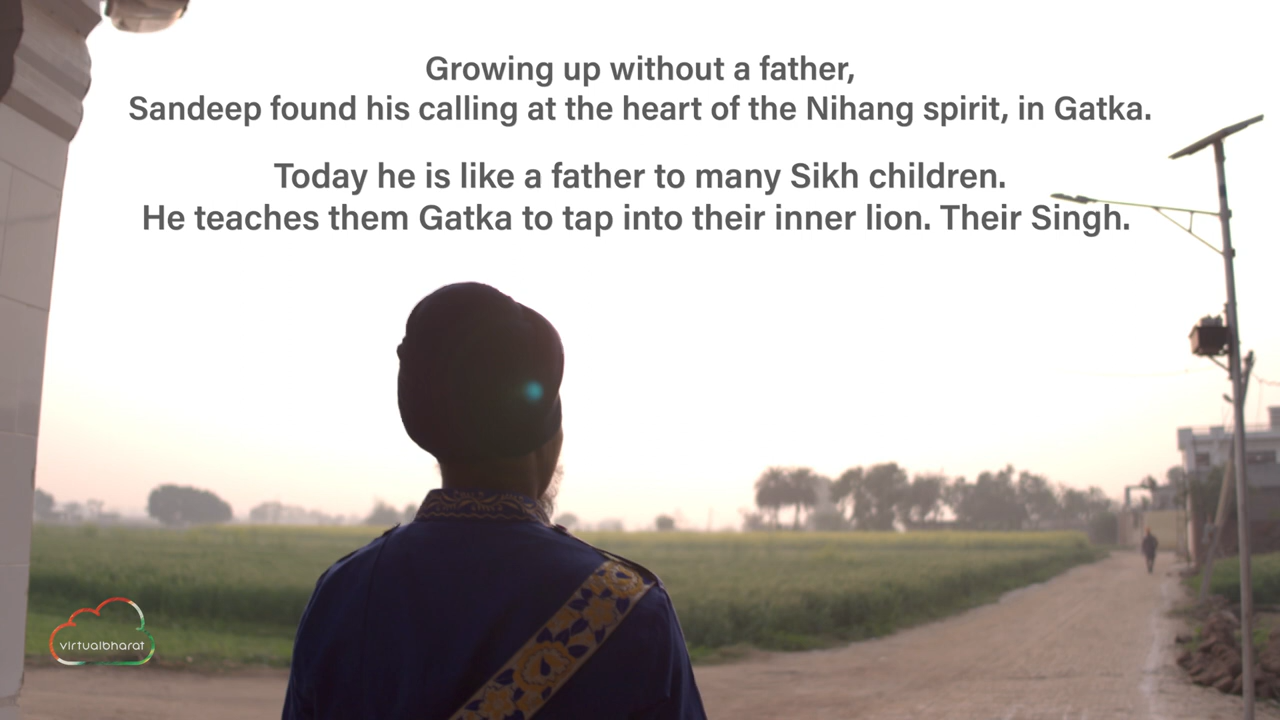 Growing up without a father,
Sandeep found his calling at the heart of the Nihang spirit, in Gatka.
Today he is like a father to many Sikh children.
He teaches them Gatka to tap into their inner lion. Their Singh.
virtualbharat